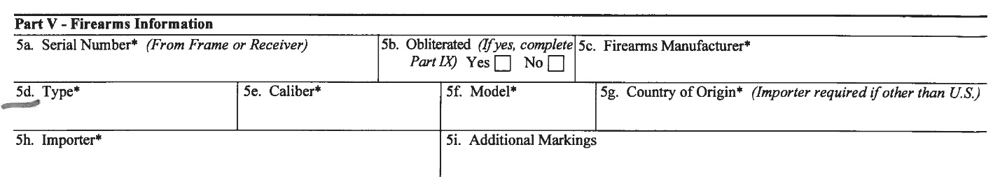 Part V - Firearms Information
5a. Serial Number* (From Frame or Receiver)
5b. Obliterated (If yes, complete
Part IX) Yes No
5c. Firearms Manufacturer*
5d. Type*
5e. Caliber*
5f. Model*
5g. Country of Origin* (Importer required if other than U.S.)
5h. Importer*
5i. Additional Markings